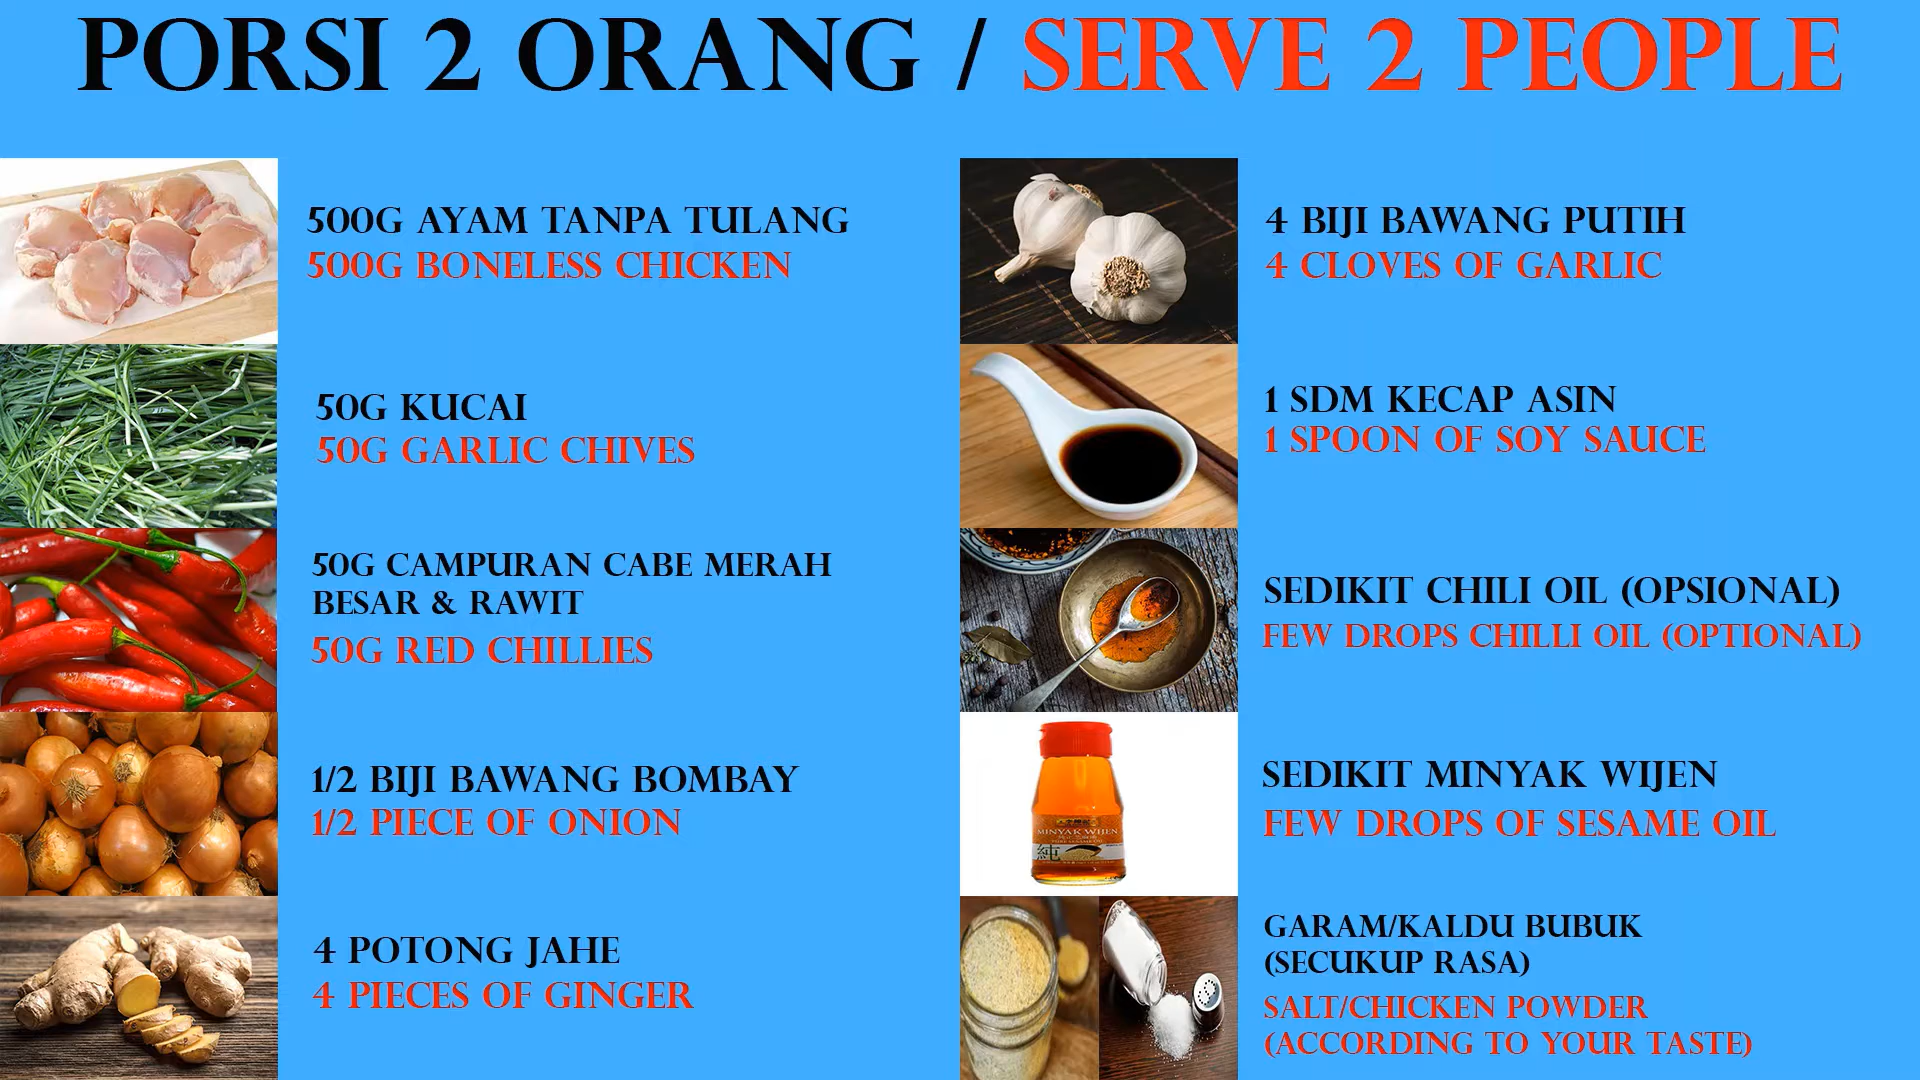 PORSI 2 ORANG / SERVE 2 PEOPLE
500G AYAM TANPA TULANG
500G BONELESS CHICKEN
50G KUCAI
50G GARLIC CHIVES
50G CAMPURAN CABE MERAH
BESAR & RAWIT
50G RED CHILLIES
1/2 BIJI BAWANG BOMBAY
1/2 PIECE OF ONION
4 POTONG JAHE
4 PIECES OF GINGER
4 BIJI BAWANG PUTIH
4 CLOVES OF GARLIC
1 SDM KECAP ASIN
1 SPOON OF SOY SAUCE
SEDIKIT CHILI OIL (OPSIONAL)
FEW DROPS CHILLI OIL (OPTIONAL)
MINYAK WIJEN
純
SEDIKIT MINYAK WIJEN
FEW DROPS OF SESAME OIL
GARAM/KALDU BUBUK
(SECUKUP RASA)
SALT/CHICKEN POWDER
(ACCORDING TO YOUR TASTE)